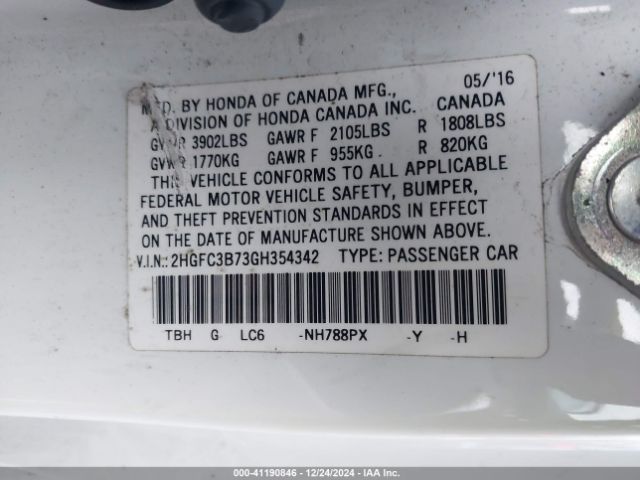 MFD. BY HONDA OF CANADA MFG., 05/'16
A DIVISION OF HONDA CANADA INC. CANADA
GVWR 3902LBS GAWR F 2105LBS R 1808LBS
GVWR 1770KG GAWR F 955KG R 820KG
THIS VEHICLE CONFORMS TO ALL APPLICABLE
FEDERAL MOTOR VEHICLE SAFETY, BUMPER,
AND THEFT PREVENTION STANDARDS IN EFFECT
ON THE DATE OF MANUFACTURE SHOWN ABOVE.
V.I.N.: 2HGFC3B73GH354342 TYPE: PASSENGER CAR
TBH G LC6 -NH788PX -Y -H
000-41190846 - 12/24/2024 - IAA Inc.